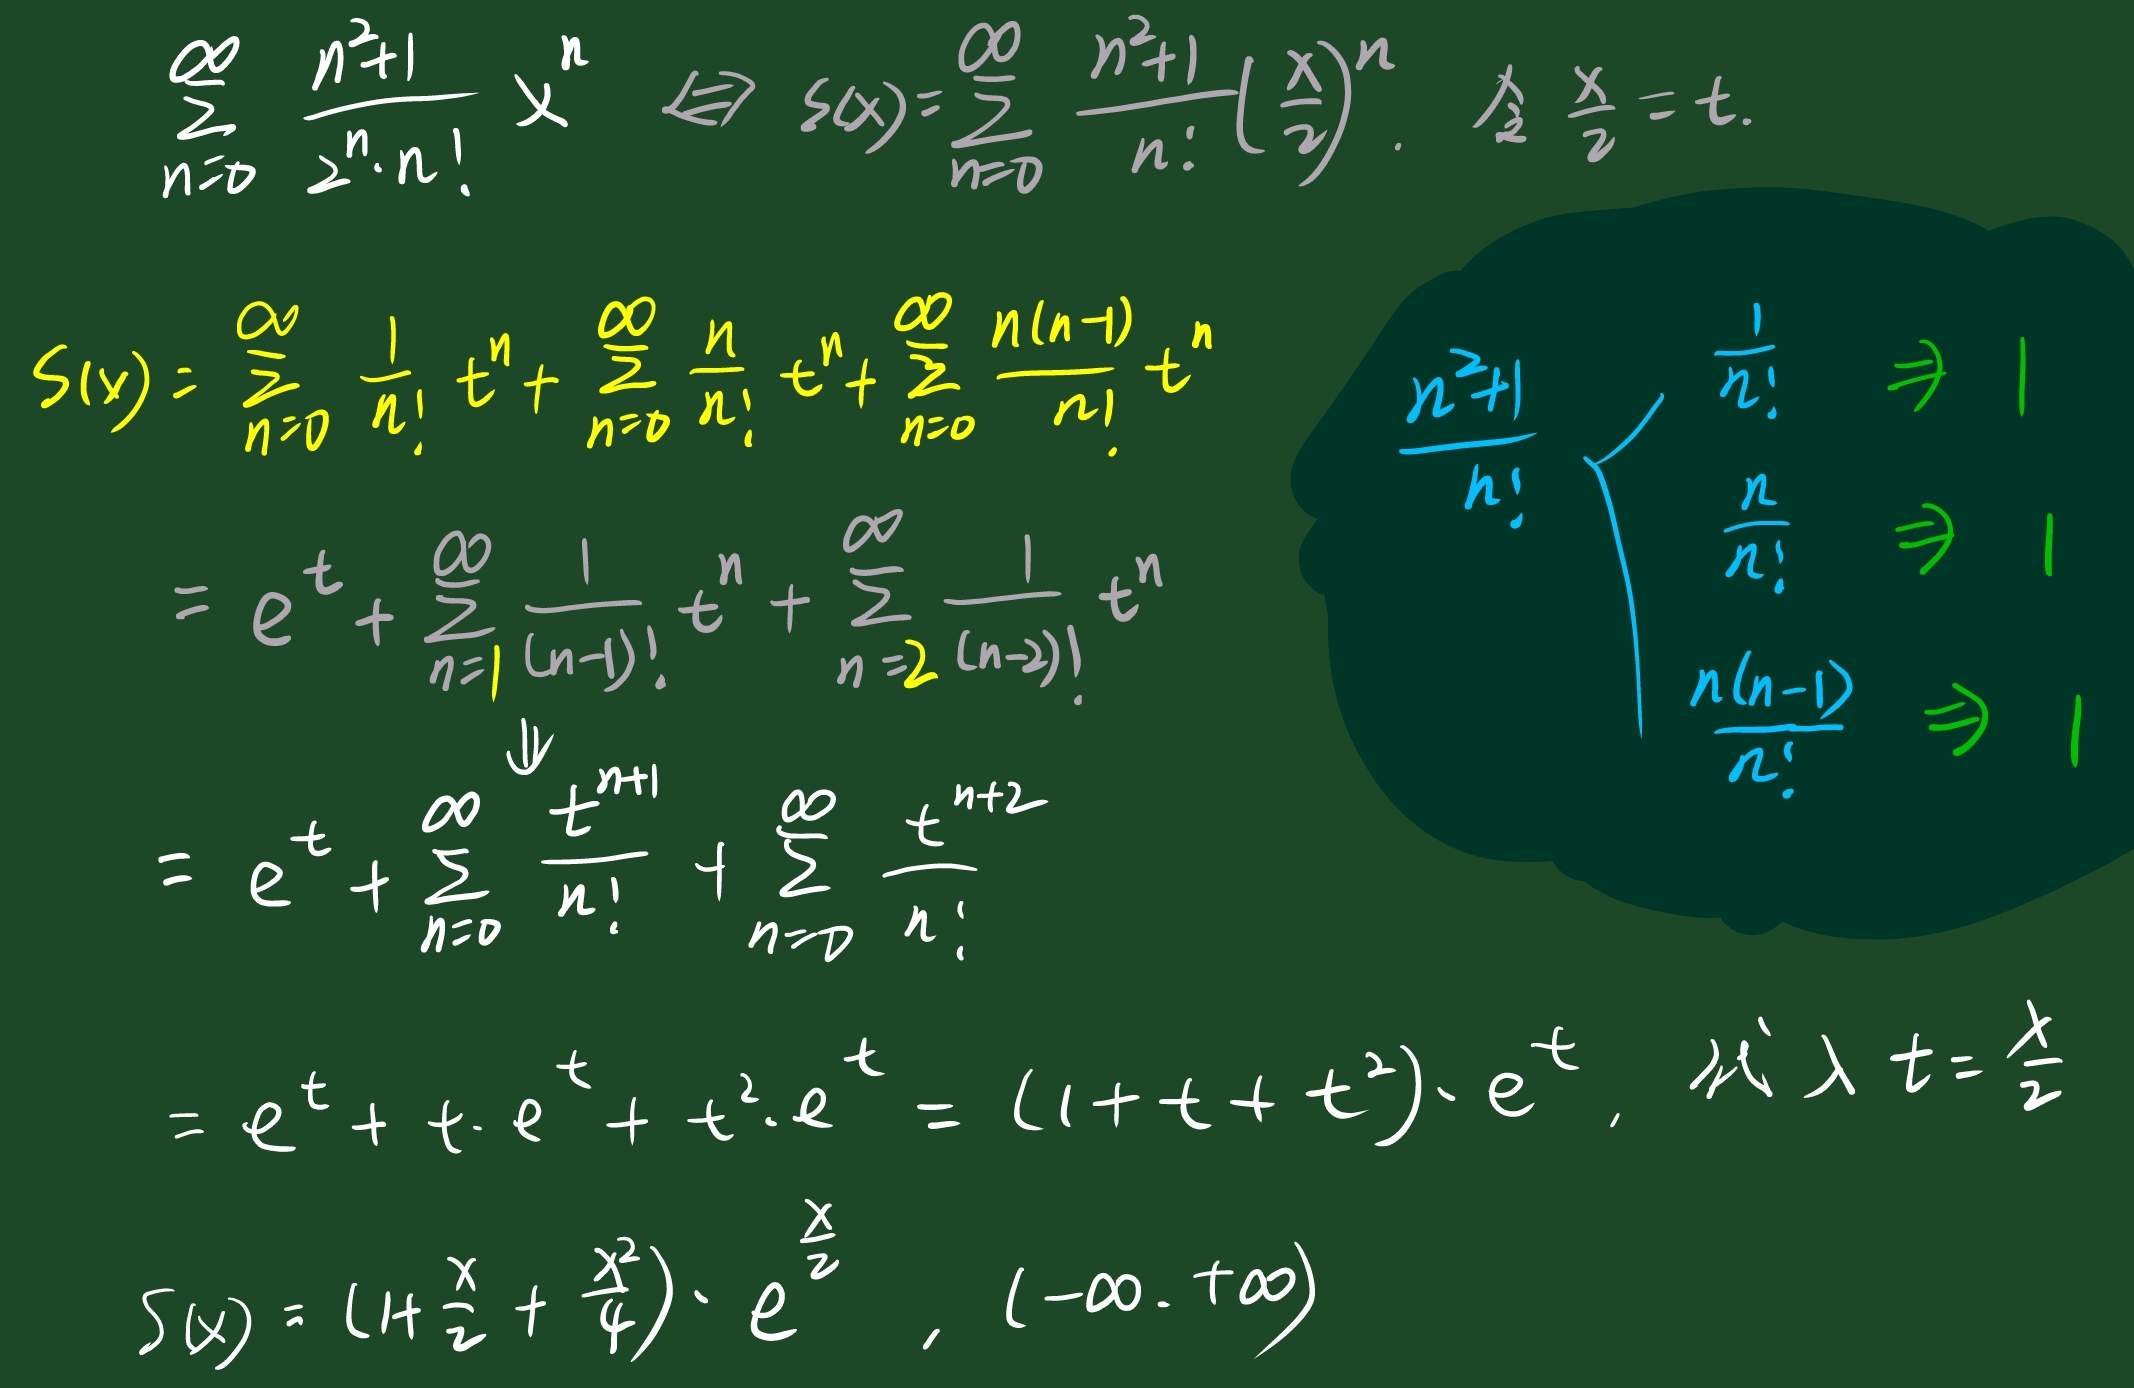 $\sum_{n=0}^{\infty} \frac{n^2+1}{2^n \cdot n!} x^n \Leftrightarrow S(x) = \sum_{n=0}^{\infty} \frac{n^2+1}{n!} \left(\frac{x}{2}\right)^n.$ 令 $\frac{x}{2} = t.$
$S(x) = \sum_{n=0}^{\infty} \frac{1}{n!} t^n + \sum_{n=0}^{\infty} \frac{n}{n!} t^n + \sum_{n=0}^{\infty} \frac{n(n-1)}{n!} t^n$
$= e^t + \sum_{n=1}^{\infty} \frac{1}{(n-1)!} t^n + \sum_{n=2}^{\infty} \frac{1}{(n-2)!} t^n$
$\Downarrow$
$= e^t + \sum_{n=0}^{\infty} \frac{t^{n+1}}{n!} + \sum_{n=0}^{\infty} \frac{t^{n+2}}{n!}$
$\frac{n^2+1}{n!}$
$\frac{1}{n!} \Rightarrow 1$
$\frac{n}{n!} \Rightarrow 1$
$\frac{n(n-1)}{n!} \Rightarrow 1$
$= e^t + t \cdot e^t + t^2 \cdot e^t = (1+t+t^2) \cdot e^t,$ 代入 $t = \frac{x}{2}$
$S(x) = (1 + \frac{x}{2} + \frac{x^2}{4}) \cdot e^{\frac{x}{2}}, (-\infty. +\infty)$